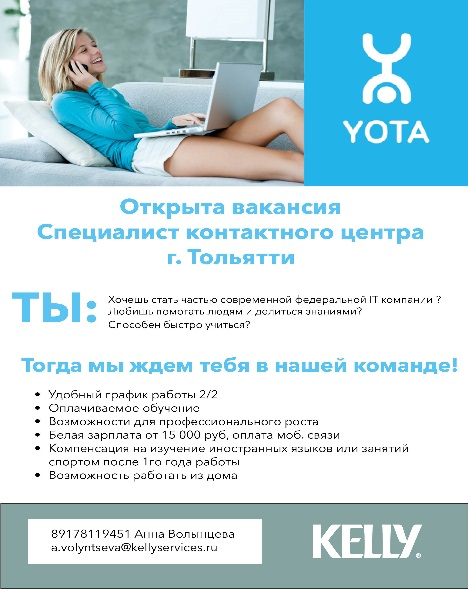 YOTA
Открыта вакансия
Специалист контактного центра
г. Тольятти
ТЫ:
Хочешь стать частью современной федеральной IT компании ?
Любишь помогать людям и делиться знаниями?
Способен быстро учиться?
Тогда мы ждем тебя в нашей команде!
• Удобный график работы 2/2
• Оплачиваемое обучение
• Возможности для профессионального роста
• Белая зарплата от 15 000 руб, оплата моб. связи
• Компенсация на изучение иностранных языков или занятий
спортом после 1го года работы
• Возможность работать из дома
89178119451 Анна Волынцева
a.volyntseva@kellyservices.ru
KELLY®